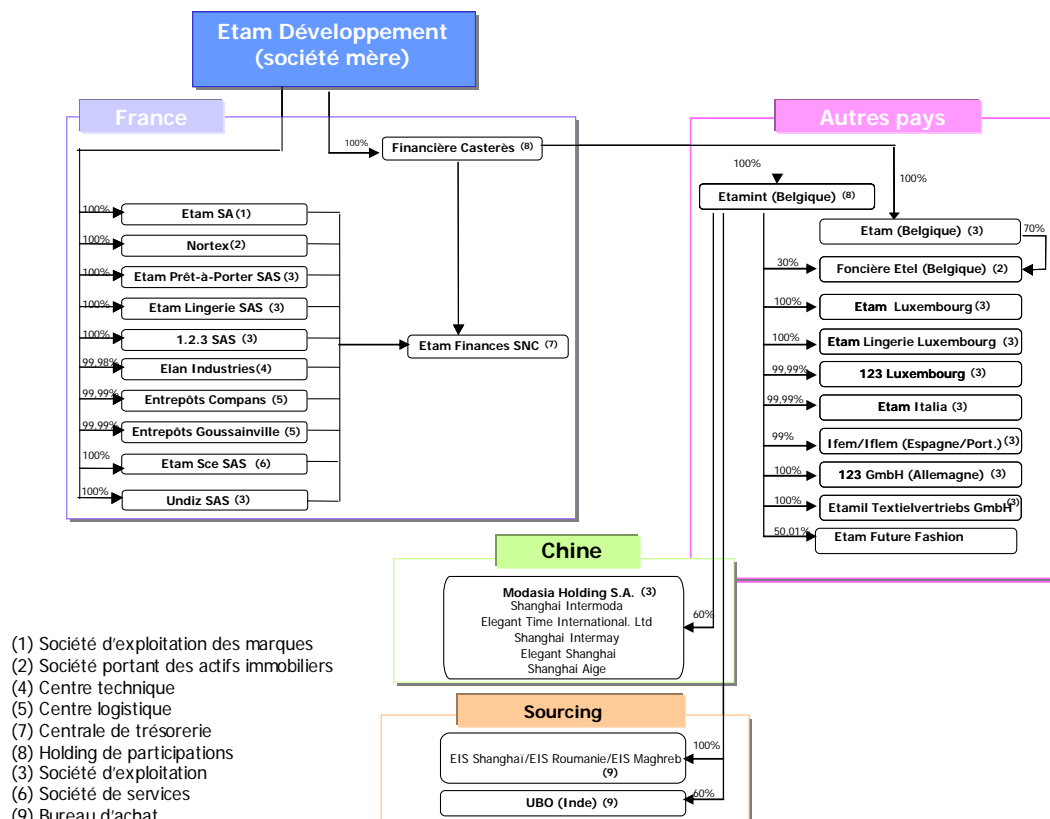 Etam Développement
(société mère)
France
Autres pays
100%
Financière Casterès (8)
100%
Etamint (Belgique) (8)
100%
100%
Etam SA(1)
100%
Nortex(2)
100%
Etam Prêt-à-Porter SAS (3)
100%
Etam Lingerie SAS (3)
100%
1.2.3 SAS (3)
99,98%
Elan Industries(4)
99,99%
Entrepôts Compans (5)
99,99%
Entrepôts Goussainville (5)
100%
Etam Sce SAS (6)
100%
Undiz SAS (3)
Etam Finances SNC (7)
Etam (Belgique) (3)
70%
30%
Foncière Etel (Belgique) (2)
100%
Etam Luxembourg (3)
100%
Etam Lingerie Luxembourg (3)
99,99%
123 Luxembourg (3)
99,99%
Etam Italia (3)
99%
Ifem/Iflem (Espagne/Port.) (3)
100%
123 GmbH (Allemagne) (3)
100%
Etamil Textielvertriebs GmbH (3)
50,01%
Etam Future Fashion
Chine
Modasia Holding S.A. (3)
Shanghai Intermoda
Elegant Time International. Ltd
Shanghai Intermay
Elegant Shanghai
Shanghai Aige
60%
Sourcing
100%
EIS Shanghaï/EIS Roumanie/EIS Maghreb
(9)
60%
UBO (Inde) (9)
(1) Société d'exploitation des marques
(2) Société portant des actifs immobiliers
(4) Centre technique
(5) Centre logistique
(7) Centrale de trésorerie
(8) Holding de participations
(3) Société d'exploitation
(6) Société de services
(9) Bureau d'achat